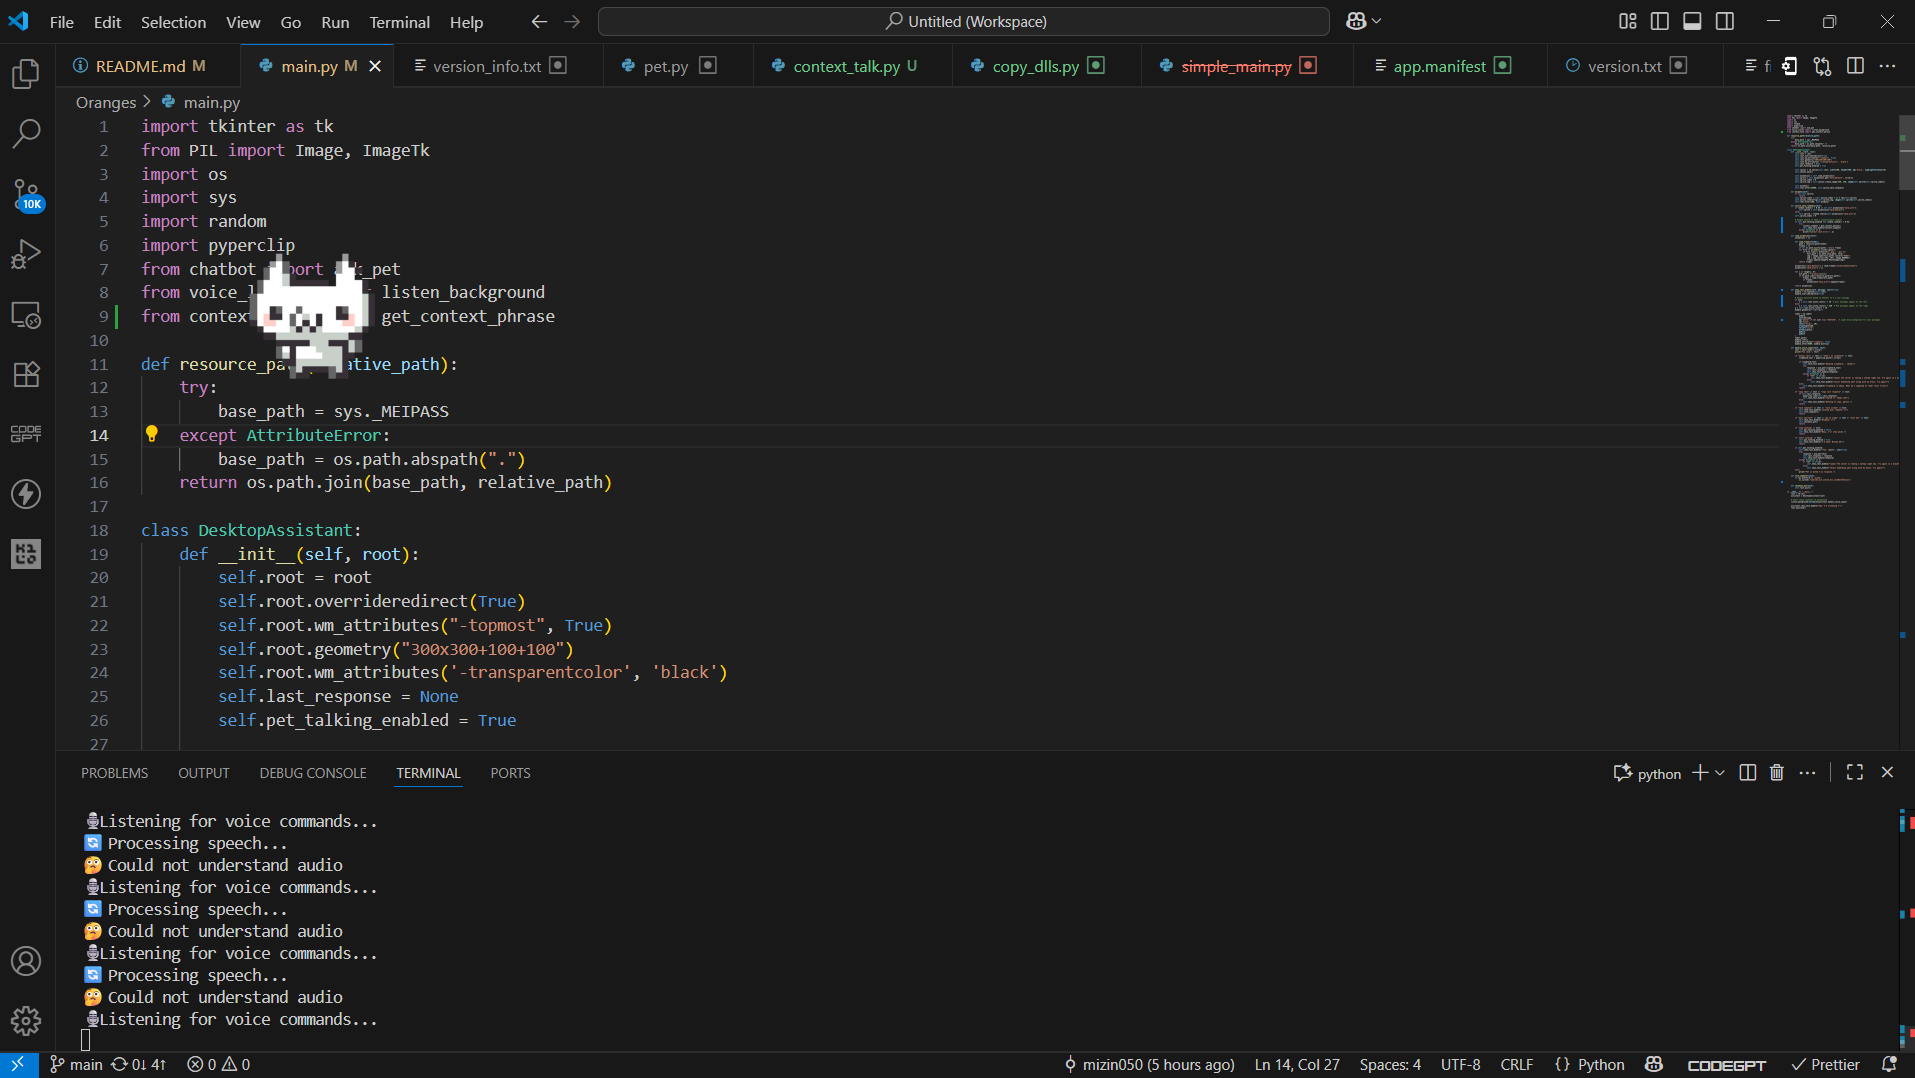 File Edit Selection View Go Run Terminal Help Untitled (Workspace)
README.md M main.py M version_info.txt pet.py context_talk.py U copy_dlls.py simple_main.py app.manifest version.txt
Oranges > main.py
1 import tkinter as tk
2 from PIL import Image, ImageTk
3 import os
4 import sys
5 import random
6 import pyperclip
7 from chatbot _pet
8 from listen_background
9 from get_context_phrase
10
11 def (relative_path):
12 try:
13 base_path = sys._MEIPASS
14 except AttributeError:
15 base_path = os.path.abspath(".")
16 return os.path.join(base_path, relative_path)
17
18 class DesktopAssistant:
19 def __init__(self, root):
20 self.root = root
21 self.root.overrideredirect(True)
22 self.root.wm_attributes("-topmost", True)
23 self.root.geometry("300x300+100+100")
24 self.root.wm_attributes('-transparentcolor', 'black')
25 self.last_response = None
26 self.pet_talking_enabled = True
27
10K
CODE GPT
PROBLEMS OUTPUT DEBUG CONSOLE TERMINAL PORTS python
Listening for voice commands...
Processing speech...
Could not understand audio
Listening for voice commands...
Processing speech...
Could not understand audio
Listening for voice commands...
Processing speech...
Could not understand audio
Listening for voice commands...
main 0↓ 4↑ 0 0 mizin050 (5 hours ago) Ln 14, Col 27 Spaces: 4 UTF-8 CRLF {} Python CODEGPT Prettier